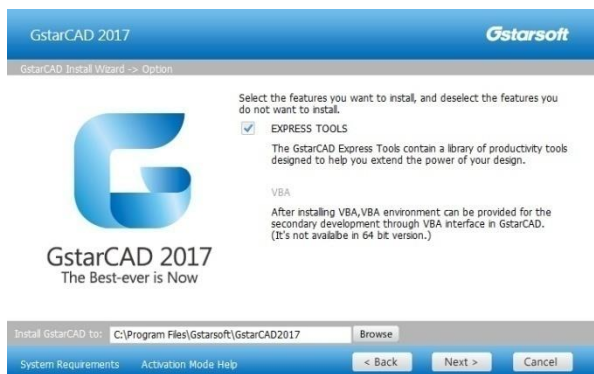 GstarCAD 2017
Gstarsoft
GstarCAD Install Wizard -> Option
Select the features you want to install, and deselect the features you
do not want to install.
EXPRESS TOOLS
The GstarCAD Express Tools contain a library of productivity tools
designed to help you extend the power of your design.
VBA
After installing VBA,VBA environment can be provided for the
secondary development through VBA interface in GstarCAD.
(It's not availalbe in 64 bit version.)
GstarCAD 2017
The Best-ever is Now
Install GstarCAD to: C:\Program Files\Gstarsoft\GstarCAD2017 Browse
System Requirements Activation Mode Help < Back Next > Cancel